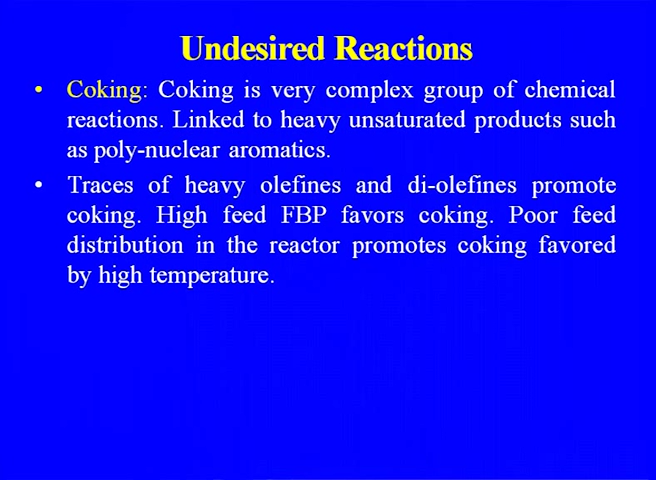 Undesired Reactions
• Coking: Coking is very complex group of chemical
reactions. Linked to heavy unsaturated products such
as poly-nuclear aromatics.
• Traces of heavy olefines and di-olefines promote
coking. High feed FBP favors coking. Poor feed
distribution in the reactor promotes coking favored
by high temperature.